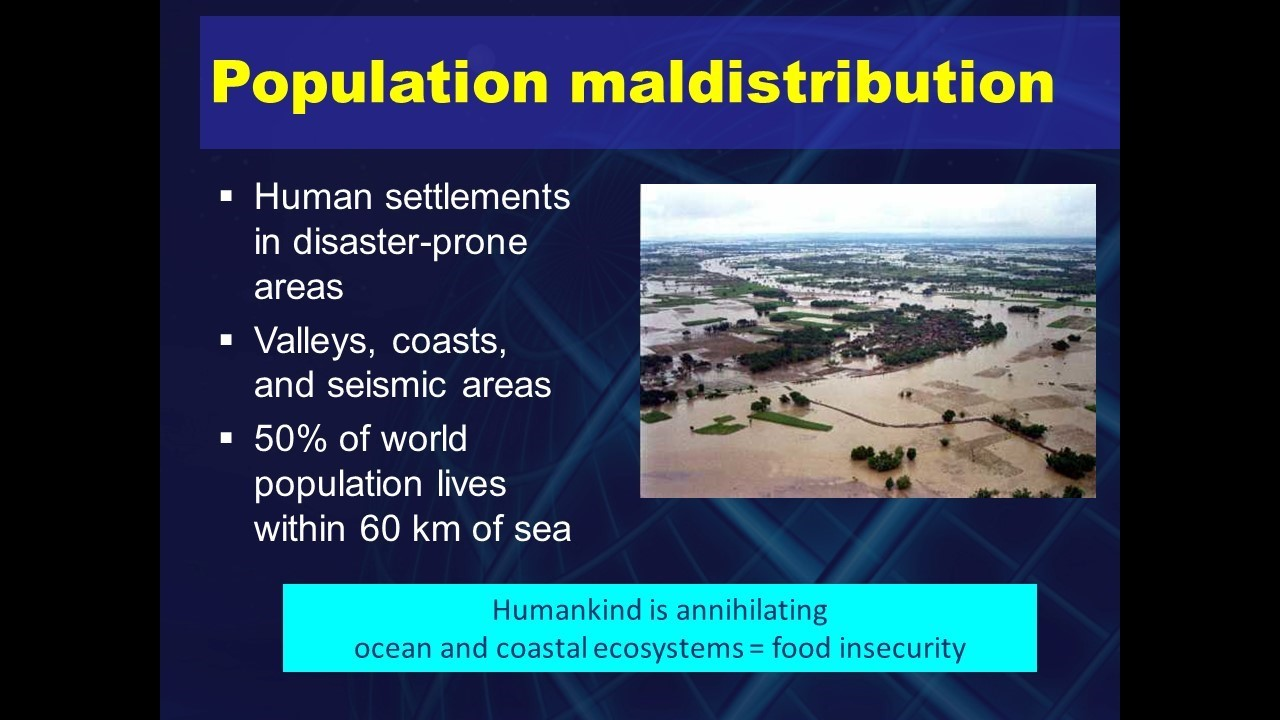 Population maldistribution
▪ Human settlements
in disaster-prone
areas
▪ Valleys, coasts,
and seismic areas
▪ 50% of world
population lives
within 60 km of sea
Humankind is annihilating
ocean and coastal ecosystems = food insecurity